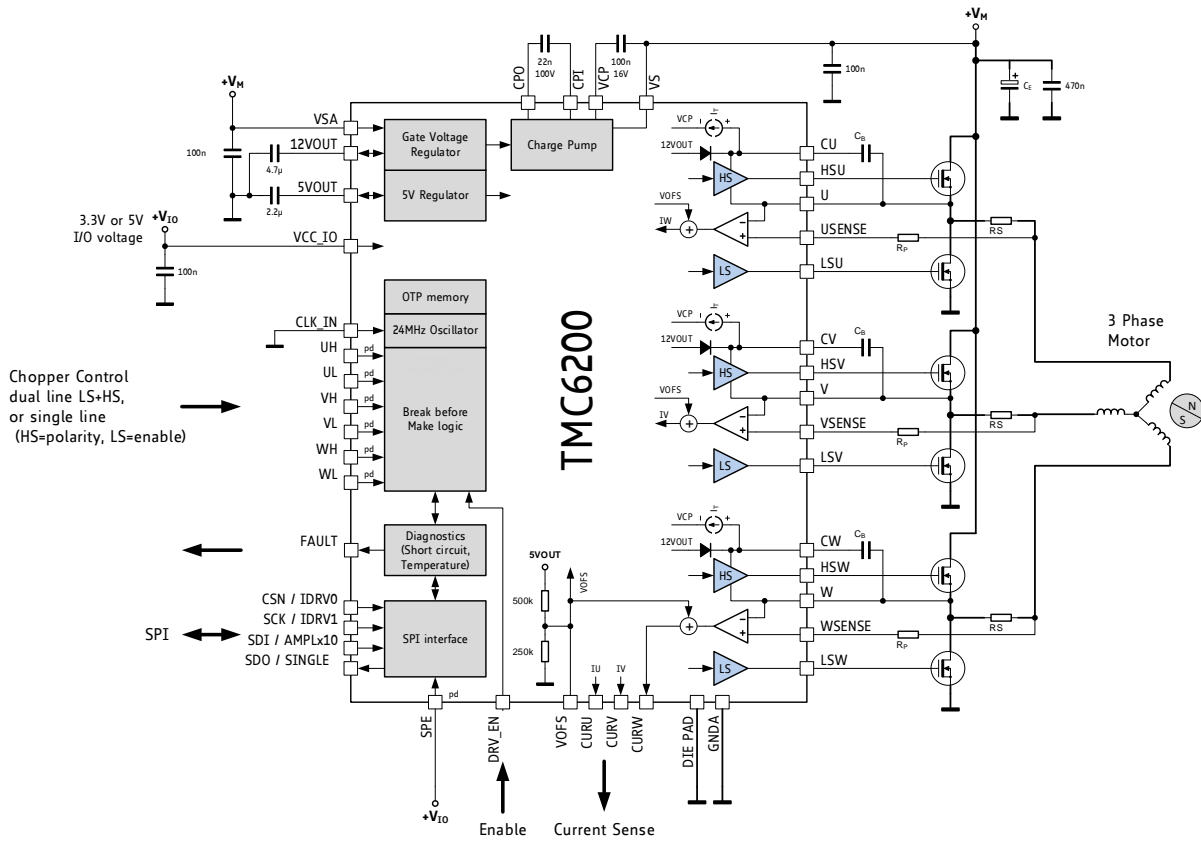 +VM
CPO
22n
100V
CPI
VCP
100n
16V
VS
100n
CE
470n
+VM
VSA
100n
12VOUT
4.7µ
5VOUT
2.2µ
Gate Voltage
Regulator
5V Regulator
Charge Pump
3.3V or 5V
I/O voltage
+VIO
VCC_IO
100n
OTP memory
24MHz Oscillator
Break before
Make logic
CLK_IN
UH
pd
UL
pd
VH
pd
VL
pd
WH
pd
WL
pd
Chopper Control
dual line LS+HS,
or single line
(HS=polarity, LS=enable)
FAULT
Diagnostics
(Short circuit,
Temperature)
SPI
CSN / IDRV0
SCK / IDRV1
SDI / AMPLx10
SDO / SINGLE
SPI interface
TMC6200
VCP
IT
- +
12VOUT
HS
CU
CB
HSU
U
VOFS
IW
+
-
+
USENSE
RP
RS
LS
LSU
VCP
IT
- +
12VOUT
HS
CV
CB
HSV
V
VOFS
IV
+
-
+
VSENSE
RP
RS
LS
LSV
3 Phase
Motor
N
S
VCP
IT
- +
12VOUT
HS
CW
CB
HSW
W
+
-
+
WSENSE
RP
RS
LS
LSW
5VOUT
500k
250k
VOFS
IU
IV
pd
SPE
DRV_EN
VOFS
CURU
CURV
CURW
DIE PAD
GNDA
+VIO
Enable
Current Sense